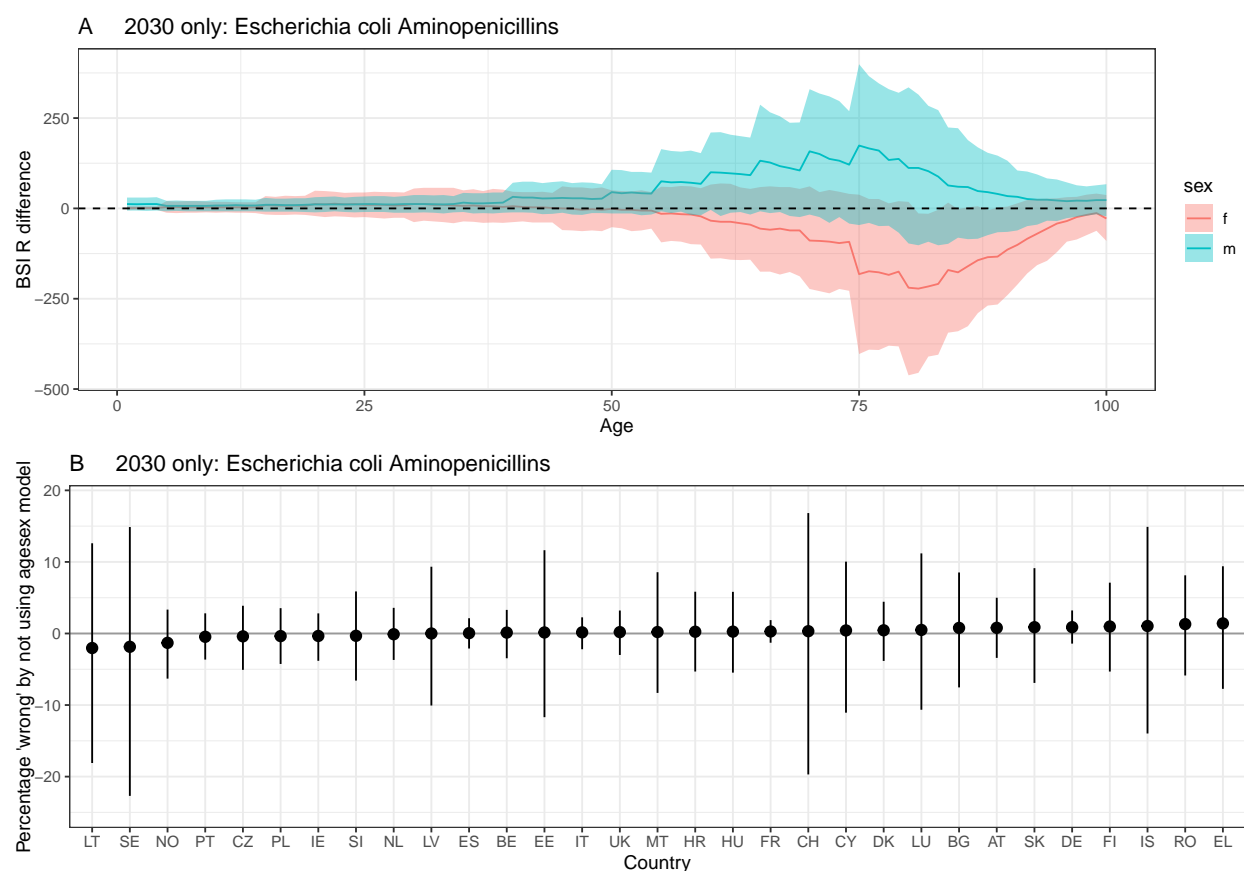 A 2030 only: Escherichia coli Aminopenicillins
BSI R difference
250
0
−250
−500
0 25 50 75 100
Age
sex
f
m
B 2030 only: Escherichia coli Aminopenicillins
Percentage 'wrong' by not using agesex model
20
10
0
−10
−20
LT SE NO PT CZ PL IE SI NL LV ES BE EE IT UK MT HR HU FR CH CY DK LU BG AT SK DE FI IS RO EL
Country